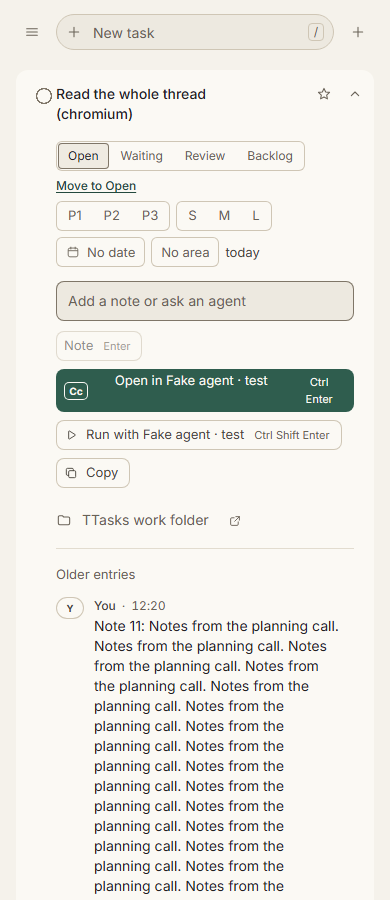 New task /
Read the whole thread
(chromium)
Open Waiting Review Backlog
Move to Open
P1 P2 P3 S M L
No date No area today
Add a note or ask an agent
Note Enter
Cc Open in Fake agent · test Ctrl
Enter
Run with Fake agent · test Ctrl Shift Enter
Copy
TTasks work folder
Older entries
Y You · 12:20
Note 11: Notes from the planning call.
Notes from the planning call. Notes
from the planning call. Notes from
the planning call. Notes from the
planning call. Notes from the
planning call. Notes from the
planning call. Notes from the
planning call. Notes from the
planning call. Notes from the
planning call. Notes from the
planning call. Notes from the
planning call. Notes from the
planning call. Notes from the
planning call. Notes from the